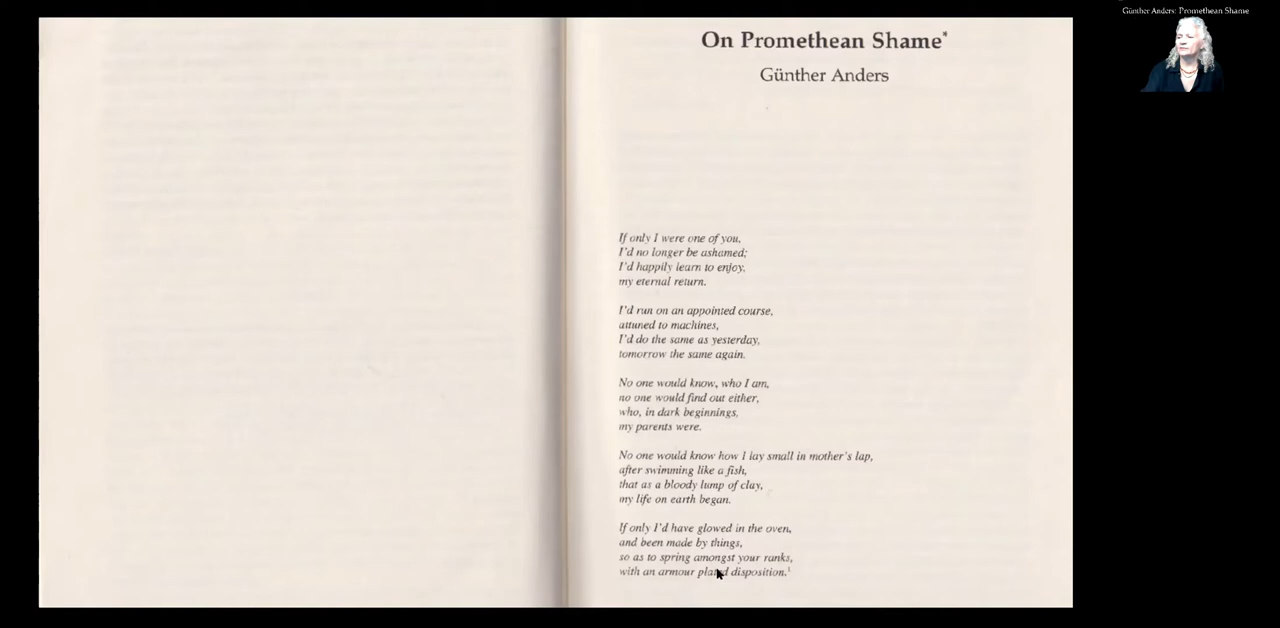 Günther Anders: Promethean Shame
On Promethean Shame*
Günther Anders
If only I were one of you,
I'd no longer be ashamed;
I'd happily learn to enjoy,
my eternal return.
I'd run on an appointed course,
attuned to machines,
I'd do the same as yesterday,
tomorrow the same again.
No one would know, who I am,
no one would find out either,
who, in dark beginnings,
my parents were.
No one would know how I lay small in mother's lap,
after swimming like a fish,
that as a bloody lump of clay,
my life on earth began.
If only I'd have glowed in the oven,
and been made by things,
so as to spring amongst your ranks,
with an armour plated disposition.¹